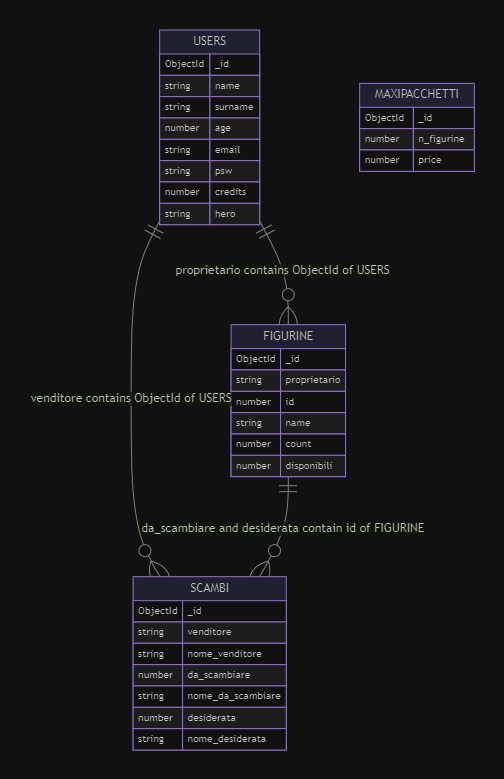 USERS
ObjectId _id
string name
string surname
number age
string email
string psw
number credits
string hero
MAXIPACCHETTI
ObjectId _id
number n_figurine
number price
proprietario contains ObjectId of USERS
FIGURINE
ObjectId _id
string proprietario
number id
string name
number count
number disponibili
venditore contains ObjectId of USERS
da_scambiare and desiderata contain id of FIGURINE
SCAMBI
ObjectId _id
string venditore
string nome_venditore
number da_scambiare
string nome_da_scambiare
number desiderata
string nome_desiderata